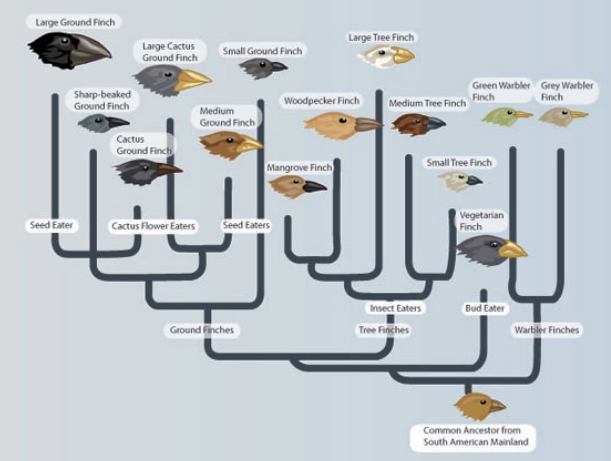 Large Ground Finch
Large Cactus
Ground Finch
Small Ground Finch
Large Tree Finch
Sharp-beaked
Ground Finch
Medium
Ground Finch
Woodpecker Finch
Medium Tree Finch
Green Warbler
Finch
Grey Warbler
Finch
Cactus
Ground Finch
Mangrove Finch
Small Tree Finch
Vegetarian
Finch
Seed Eater
Cactus Flower Eaters
Seed Eaters
Insect Eaters
Bud Eater
Ground Finches
Tree Finches
Warbler Finches
Common Ancestor from
South American Mainland